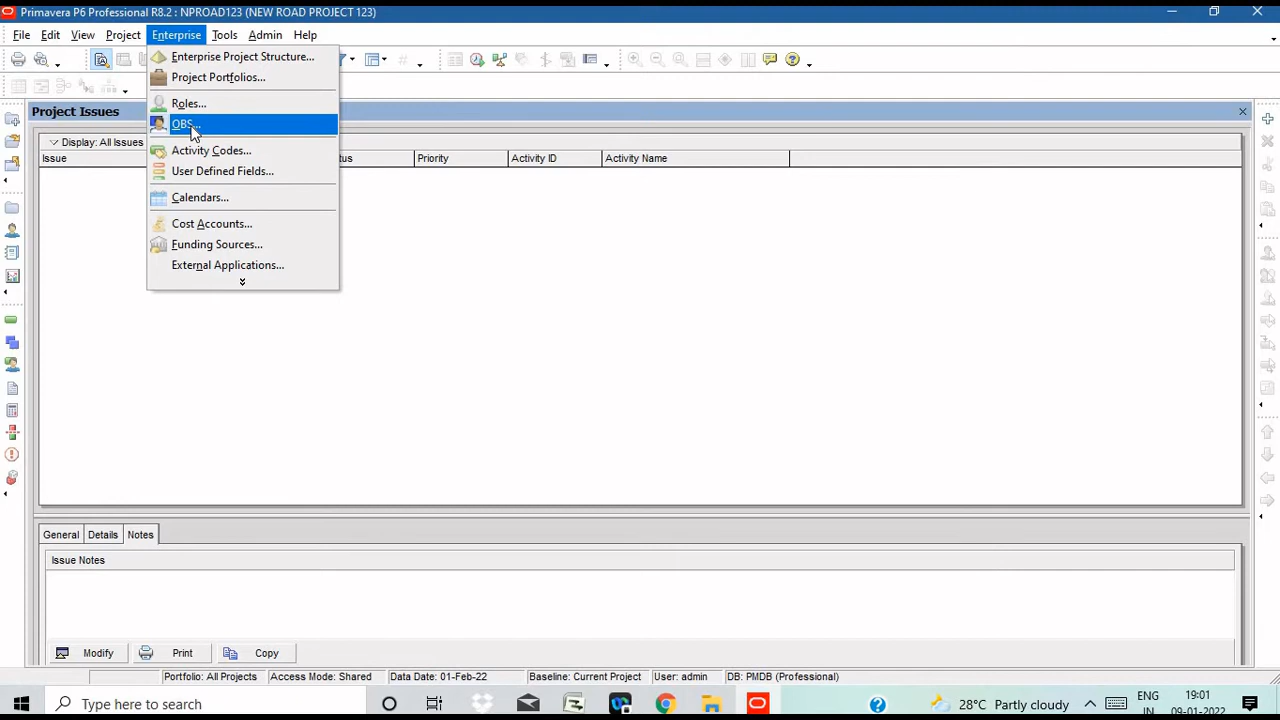 Primavera P6 Professional R8.2 : NPROAD123 (NEW ROAD PROJECT 123)
File Edit View Project Enterprise Tools Admin Help
Enterprise Project Structure...
Project Portfolios...
Roles...
OBS...
Activity Codes...
User Defined Fields...
Calendars...
Cost Accounts...
Funding Sources...
External Applications...
Project Issues
Display: All Issues
Issue Priority Activity ID Activity Name
General Details Notes
Issue Notes
Modify Print Copy
Portfolio: All Projects Access Mode: Shared Data Date: 01-Feb-22 Baseline: Current Project User: admin DB: PMDB (Professional)
Type here to search 28°C Partly cloudy ENG 19:01
IN 09-01-2022